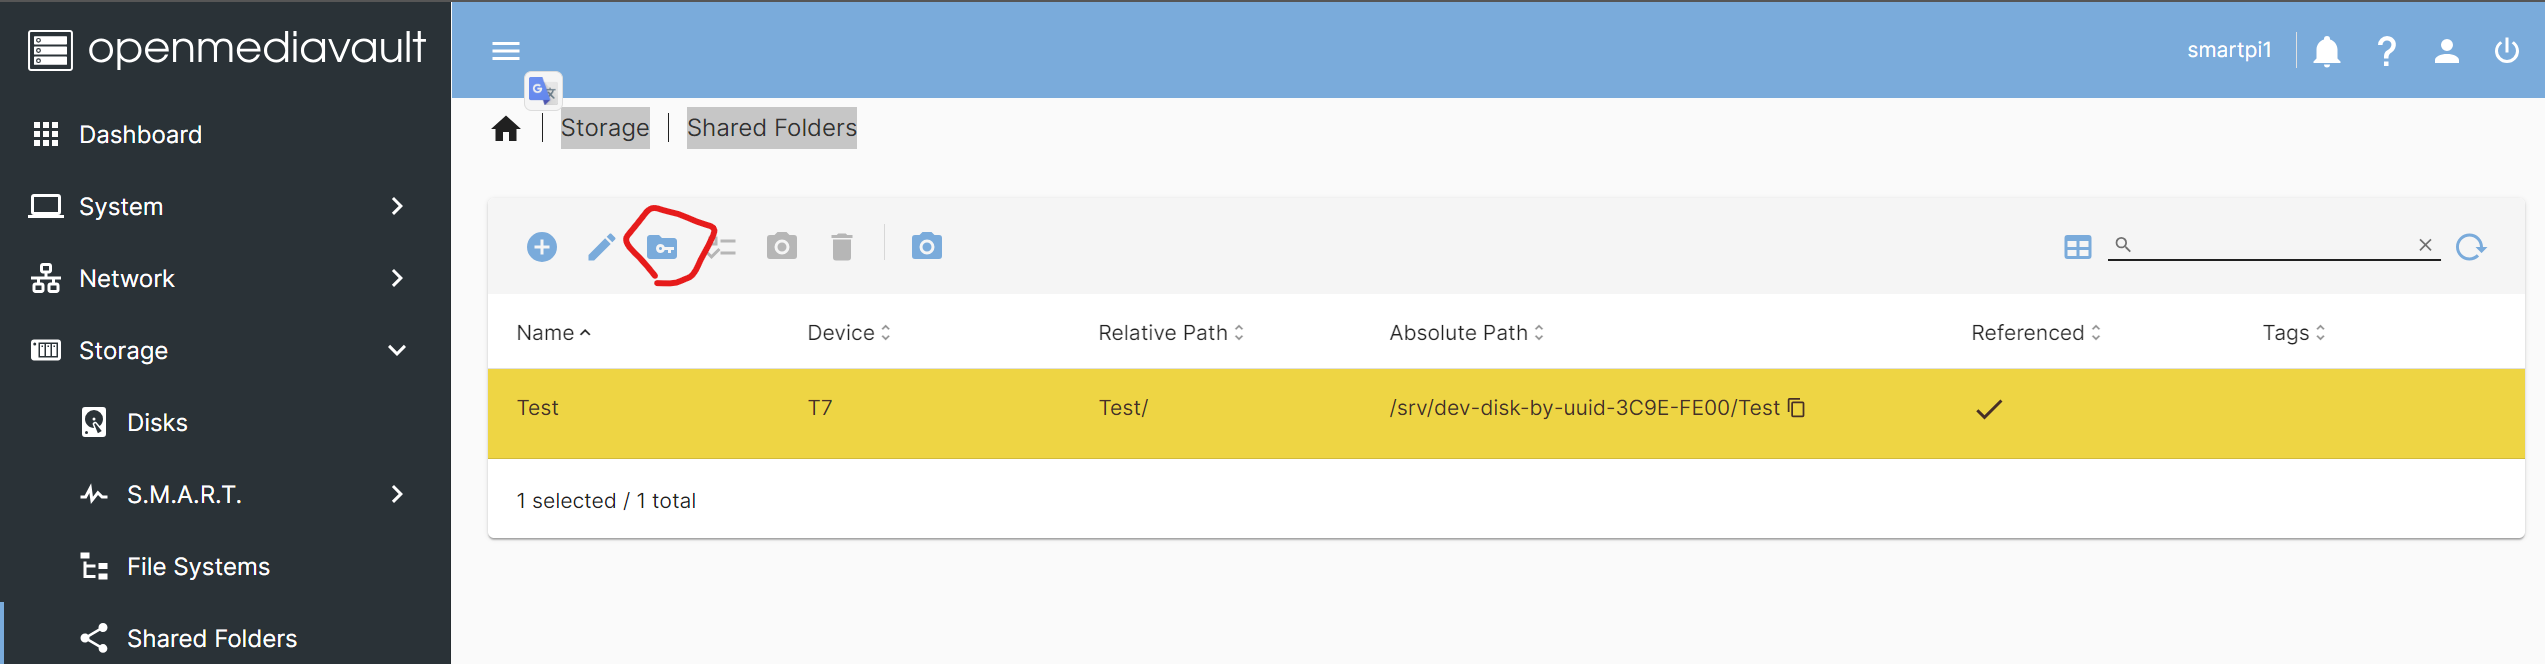 openmediavault
smartpi1
Dashboard
Storage | Shared Folders
System
Network
Storage
Name Device Relative Path Absolute Path Referenced Tags
Test T7 Test/ /srv/dev-disk-by-uuid-3C9E-FE00/Test
Disks
S.M.A.R.T.
1 selected / 1 total
File Systems
Shared Folders